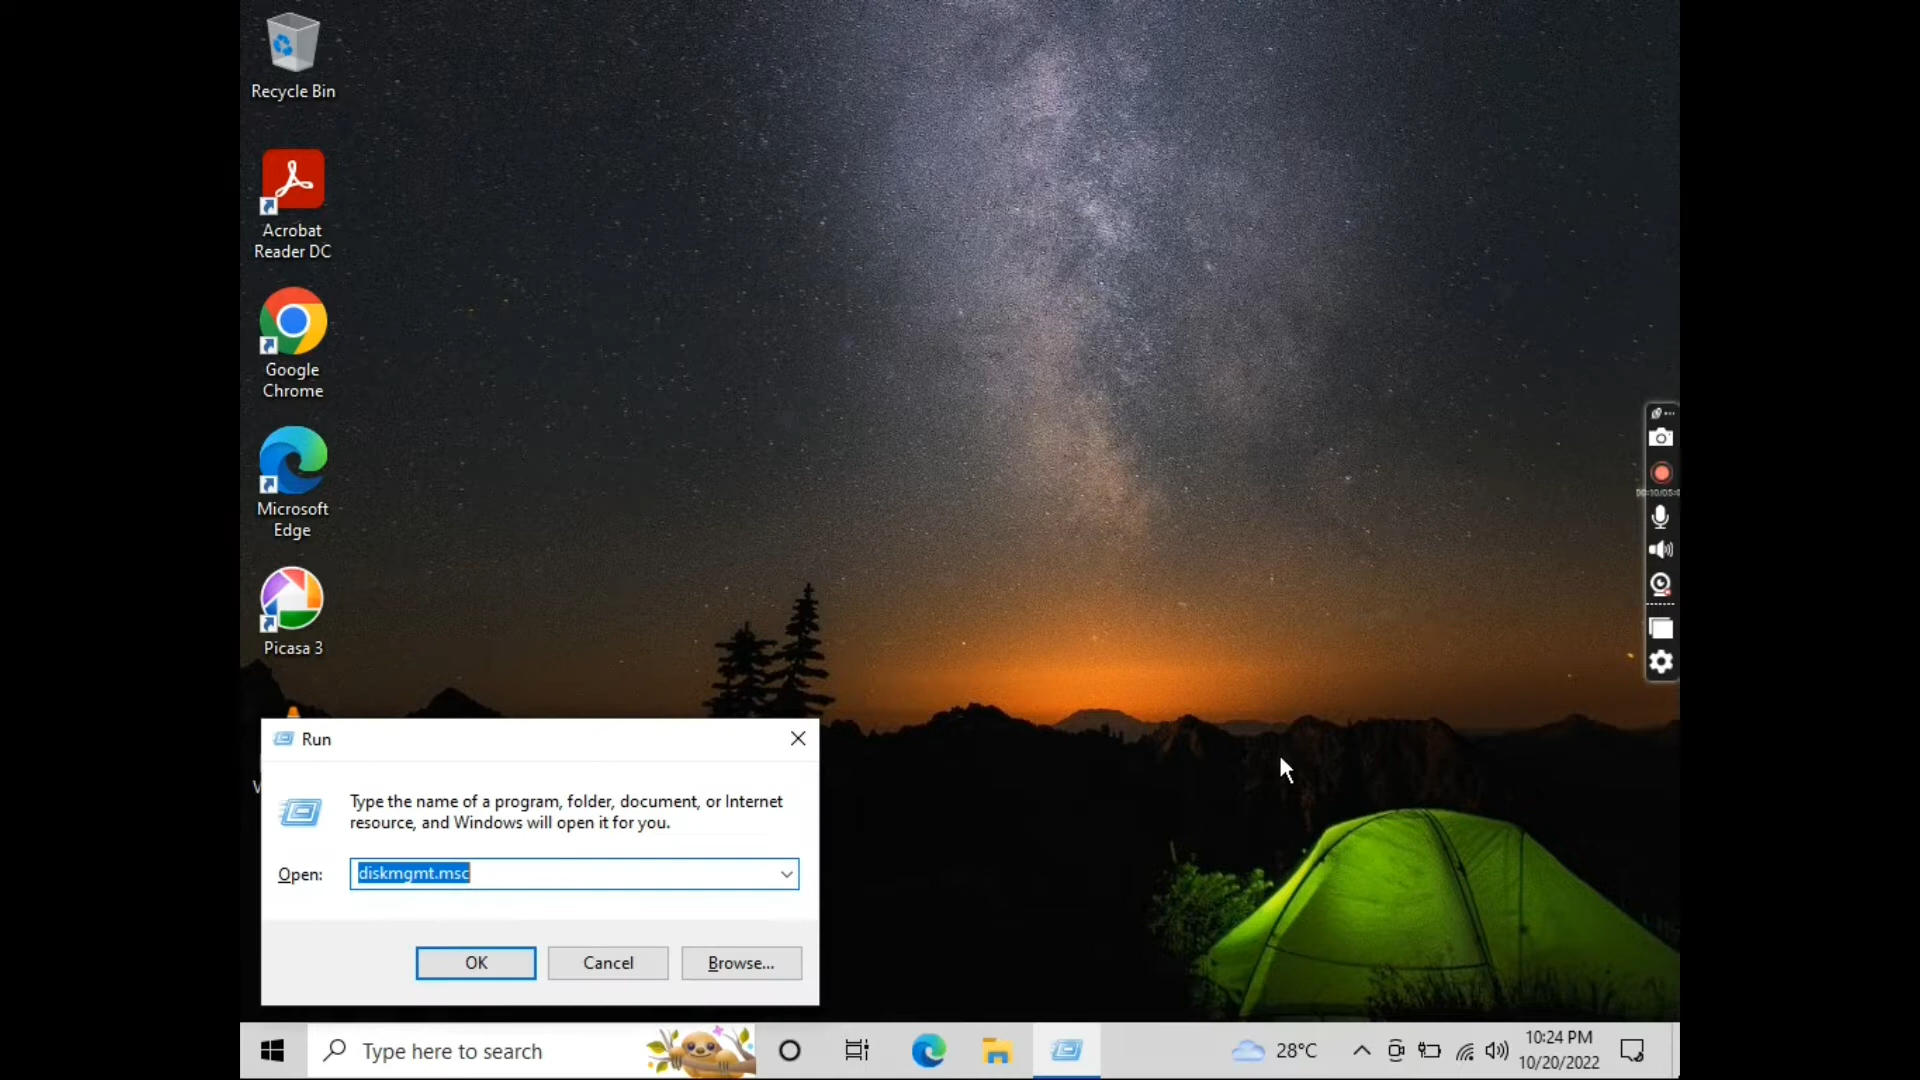 Recycle Bin
Acrobat
Reader DC
Google
Chrome
Microsoft
Edge
Picasa 3
Run
Type the name of a program, folder, document, or Internet
resource, and Windows will open it for you.
Open:
diskmgmt.msc
OK
Cancel
Browse...
Type here to search
28°C
10:24 PM
10/20/2022